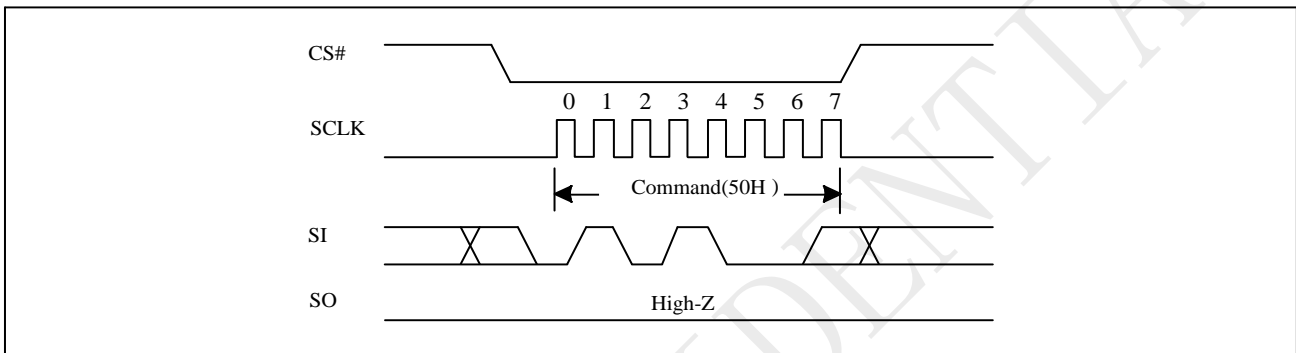 CS#
0 1 2 3 4 5 6 7
SCLK
Command(50H )
SI
SO
High-Z